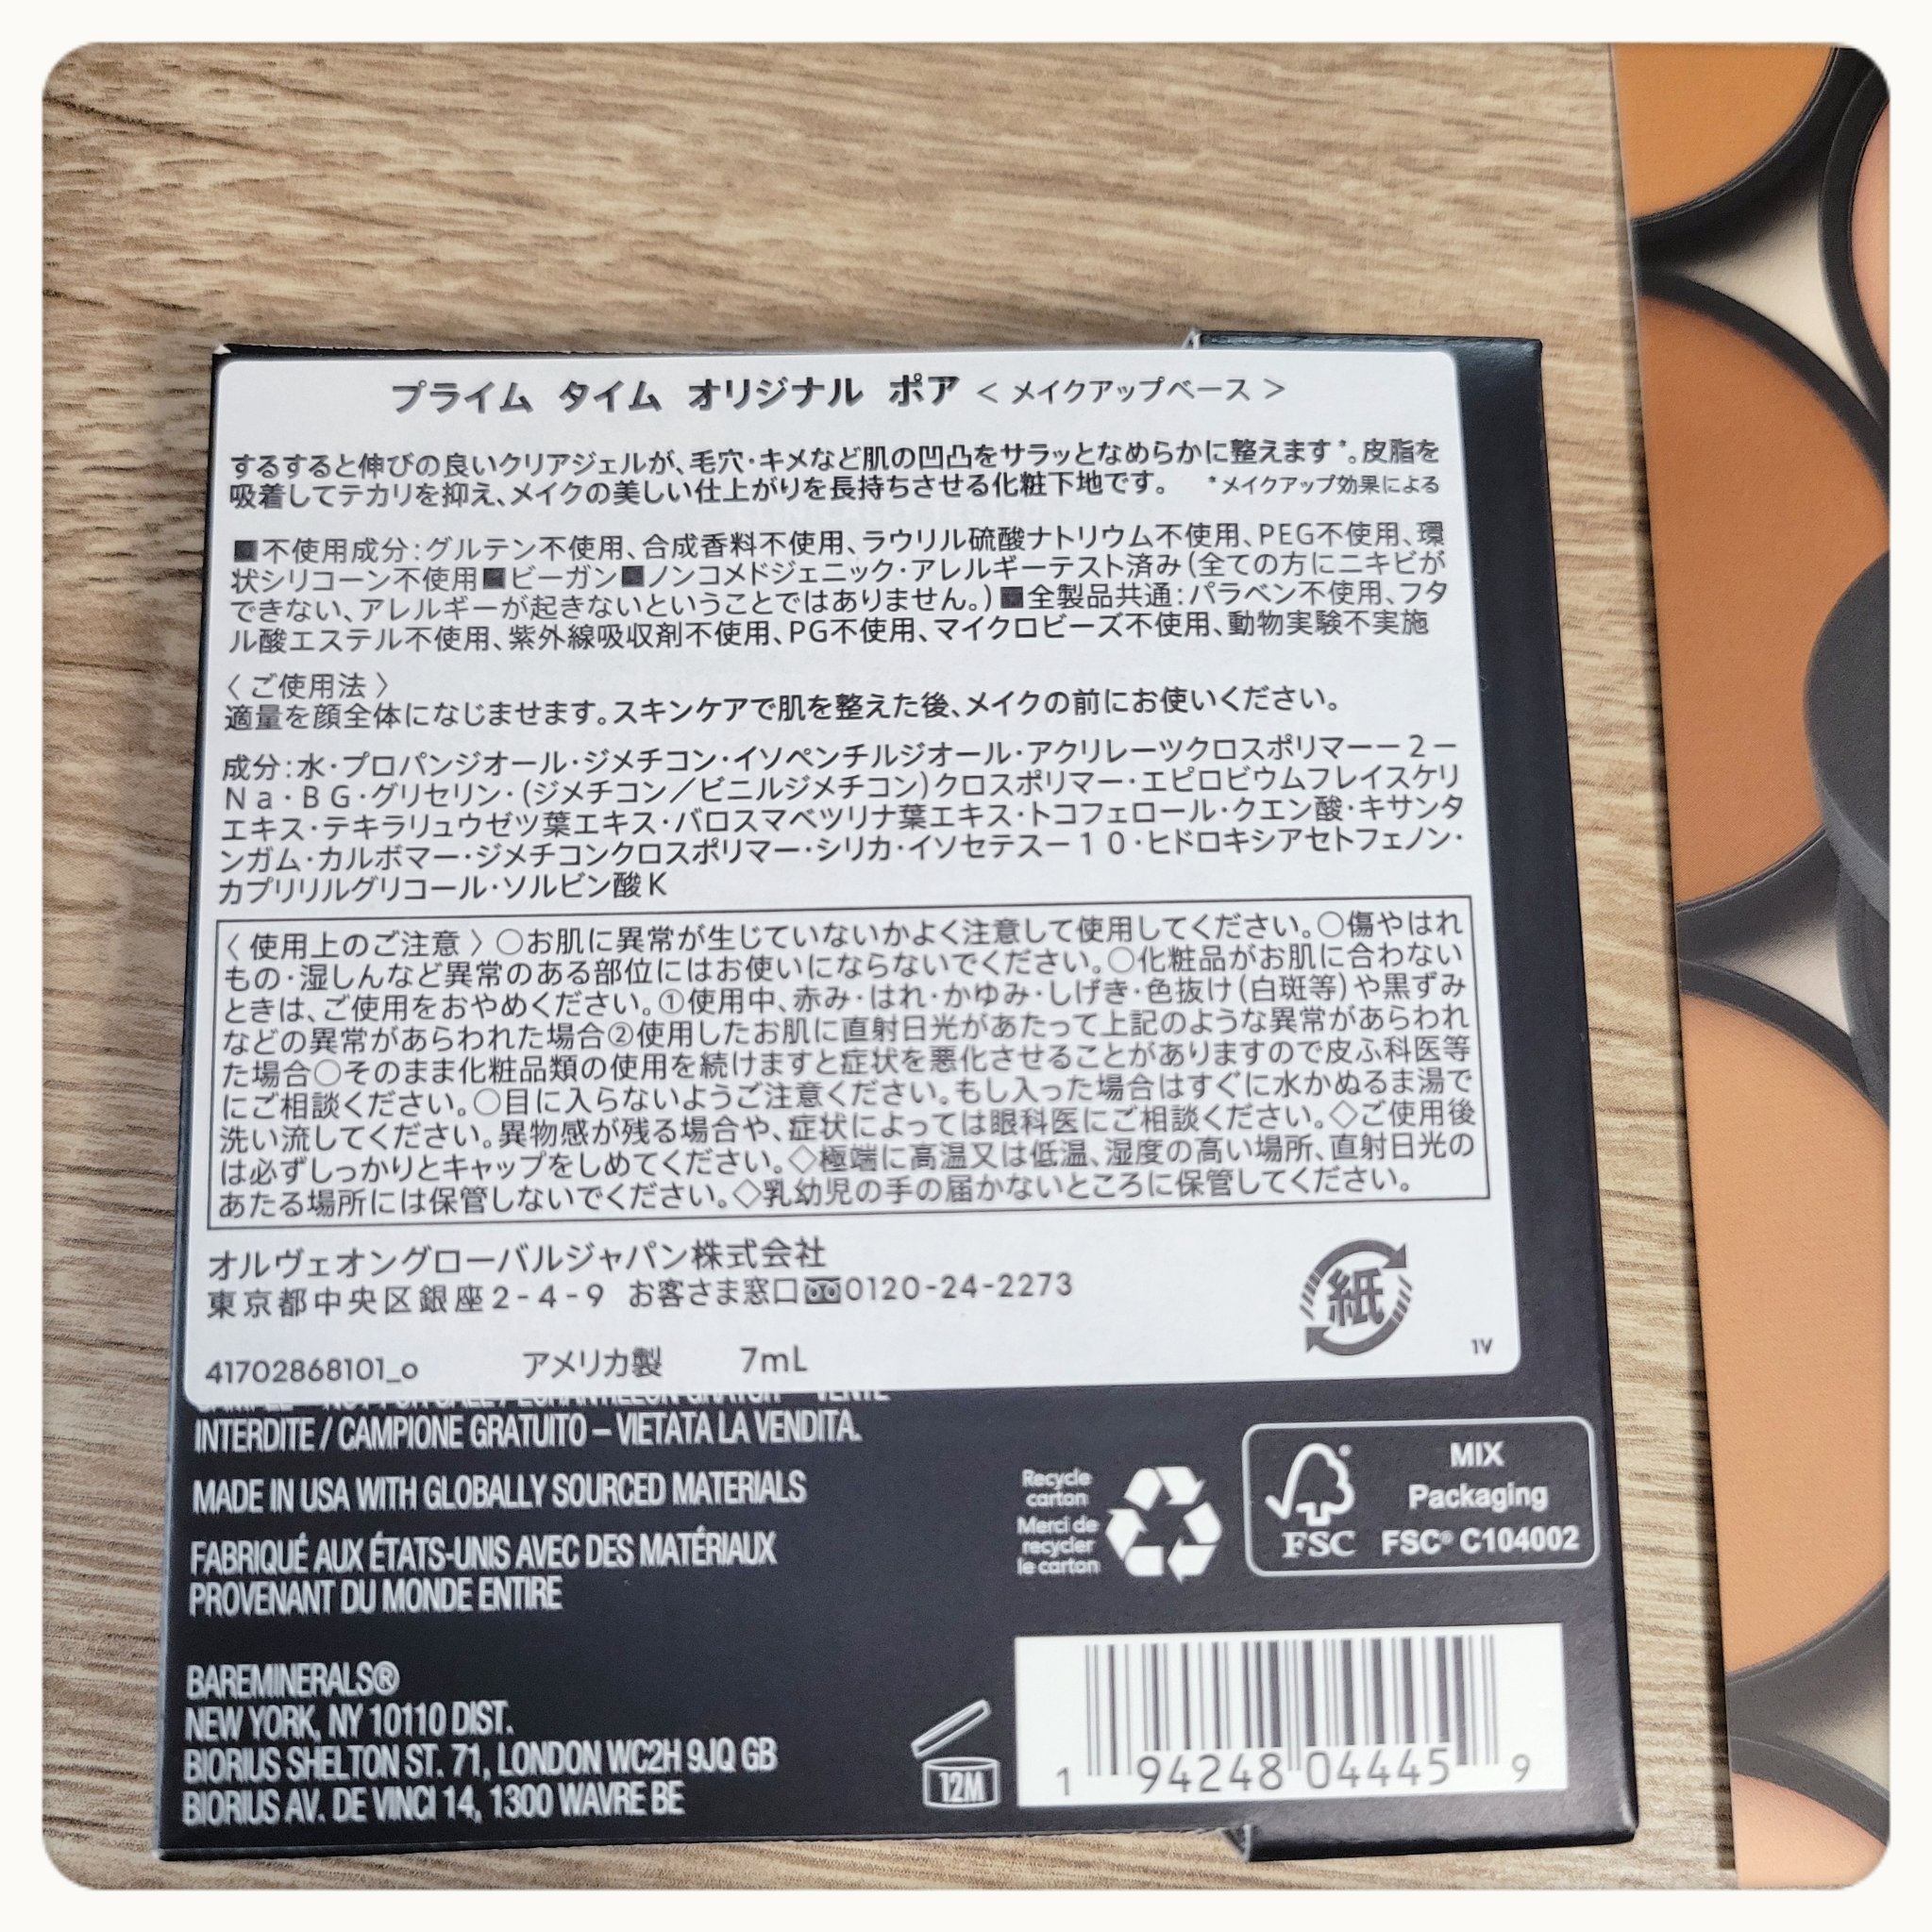 プライム タイム オリジナル ポア < メイクアップベース >
するすると伸びの良いクリアジェルが、毛穴・キメなど肌の凹凸をサラッとなめらかに整えます*。皮脂を
吸着してテカリを抑え、メイクの美しい仕上がりを長持ちさせる化粧下地です。 *メイクアップ効果による
■不使用成分:グルテン不使用、合成香料不使用、ラウリル硫酸ナトリウム不使用、PEG不使用、環
状シリコーン不使用■ビーガン■ノンコメドジェニック・アレルギーテスト済み(全ての方にニキビが
できない、アレルギーが起きないということではありません。)■全製品共通:パラベン不使用、フタ
ル酸エステル不使用、紫外線吸収剤不使用、PG不使用、マイクロビーズ不使用、動物実験不実施
〈 ご使用法 〉
適量を顔全体になじませます。スキンケアで肌を整えた後、メイクの前にお使いください。
成分:水・プロパンジオール・ジメチコン・イソペンチルジオール・アクリレーツクロスポリマー－2－
Na・BG・グリセリン・(ジメチコン／ビニルジメチコン)クロスポリマー・エピロビウムフレイスケリ
エキス・テキラリュウゼツ葉エキス・バロスマベツリナ葉エキス・トコフェロール・クエン酸・キサンタ
ンガム・カルボマー・ジメチコンクロスポリマー・シリカ・イソセテス－10・ヒドロキシアセトフェノン・
カプリリルグリコール・ソルビン酸K
〈 使用上のご注意 〉○お肌に異常が生じていないかよく注意して使用してください。○傷やはれ
もの・湿しんなど異常のある部位にはお使いにならないでください。○化粧品がお肌に合わない
ときは、ご使用をおやめください。①使用中、赤み・はれ・かゆみ・しげき・色抜け(白斑等)や黒ずみ
などの異常があらわれた場合②使用したお肌に直射日光があたって上記のような異常があらわれ
た場合○そのまま化粧品類の使用を続けますと症状を悪化させることがありますので皮ふ科医等
にご相談ください。○目に入らないようご注意ください。もし入った場合はすぐに水かぬるま湯で
洗い流してください。異物感が残る場合や、症状によっては眼科医にご相談ください。◇ご使用後
は必ずしっかりとキャップをしめてください。◇極端に高温又は低温、湿度の高い場所、直射日光の
あたる場所には保管しないでください。◇乳幼児の手の届かないところに保管してください。
オルヴェオングローバルジャパン株式会社
東京都中央区銀座2-4-9 お客さま窓口0120-24-2273
紙
41702868101_o アメリカ製 7mL
1V
INTERDITE / CAMPIONE GRATUITO – VIETATA LA VENDITA.
MADE IN USA WITH GLOBALLY SOURCED MATERIALS
FABRIQUÉ AUX ÉTATS-UNIS AVEC DES MATÉRIAUX
PROVENANT DU MONDE ENTIRE
Recycle
carton
Merci de
recycler
le carton
MIX
Packaging
FSC FSC® C104002
BAREMINERALS®
NEW YORK, NY 10110 DIST.
BIORIUS SHELTON ST. 71, LONDON WC2H 9JQ GB
BIORIUS AV. DE VINCI 14, 1300 WAVRE BE
12M
1 94248 04445 9